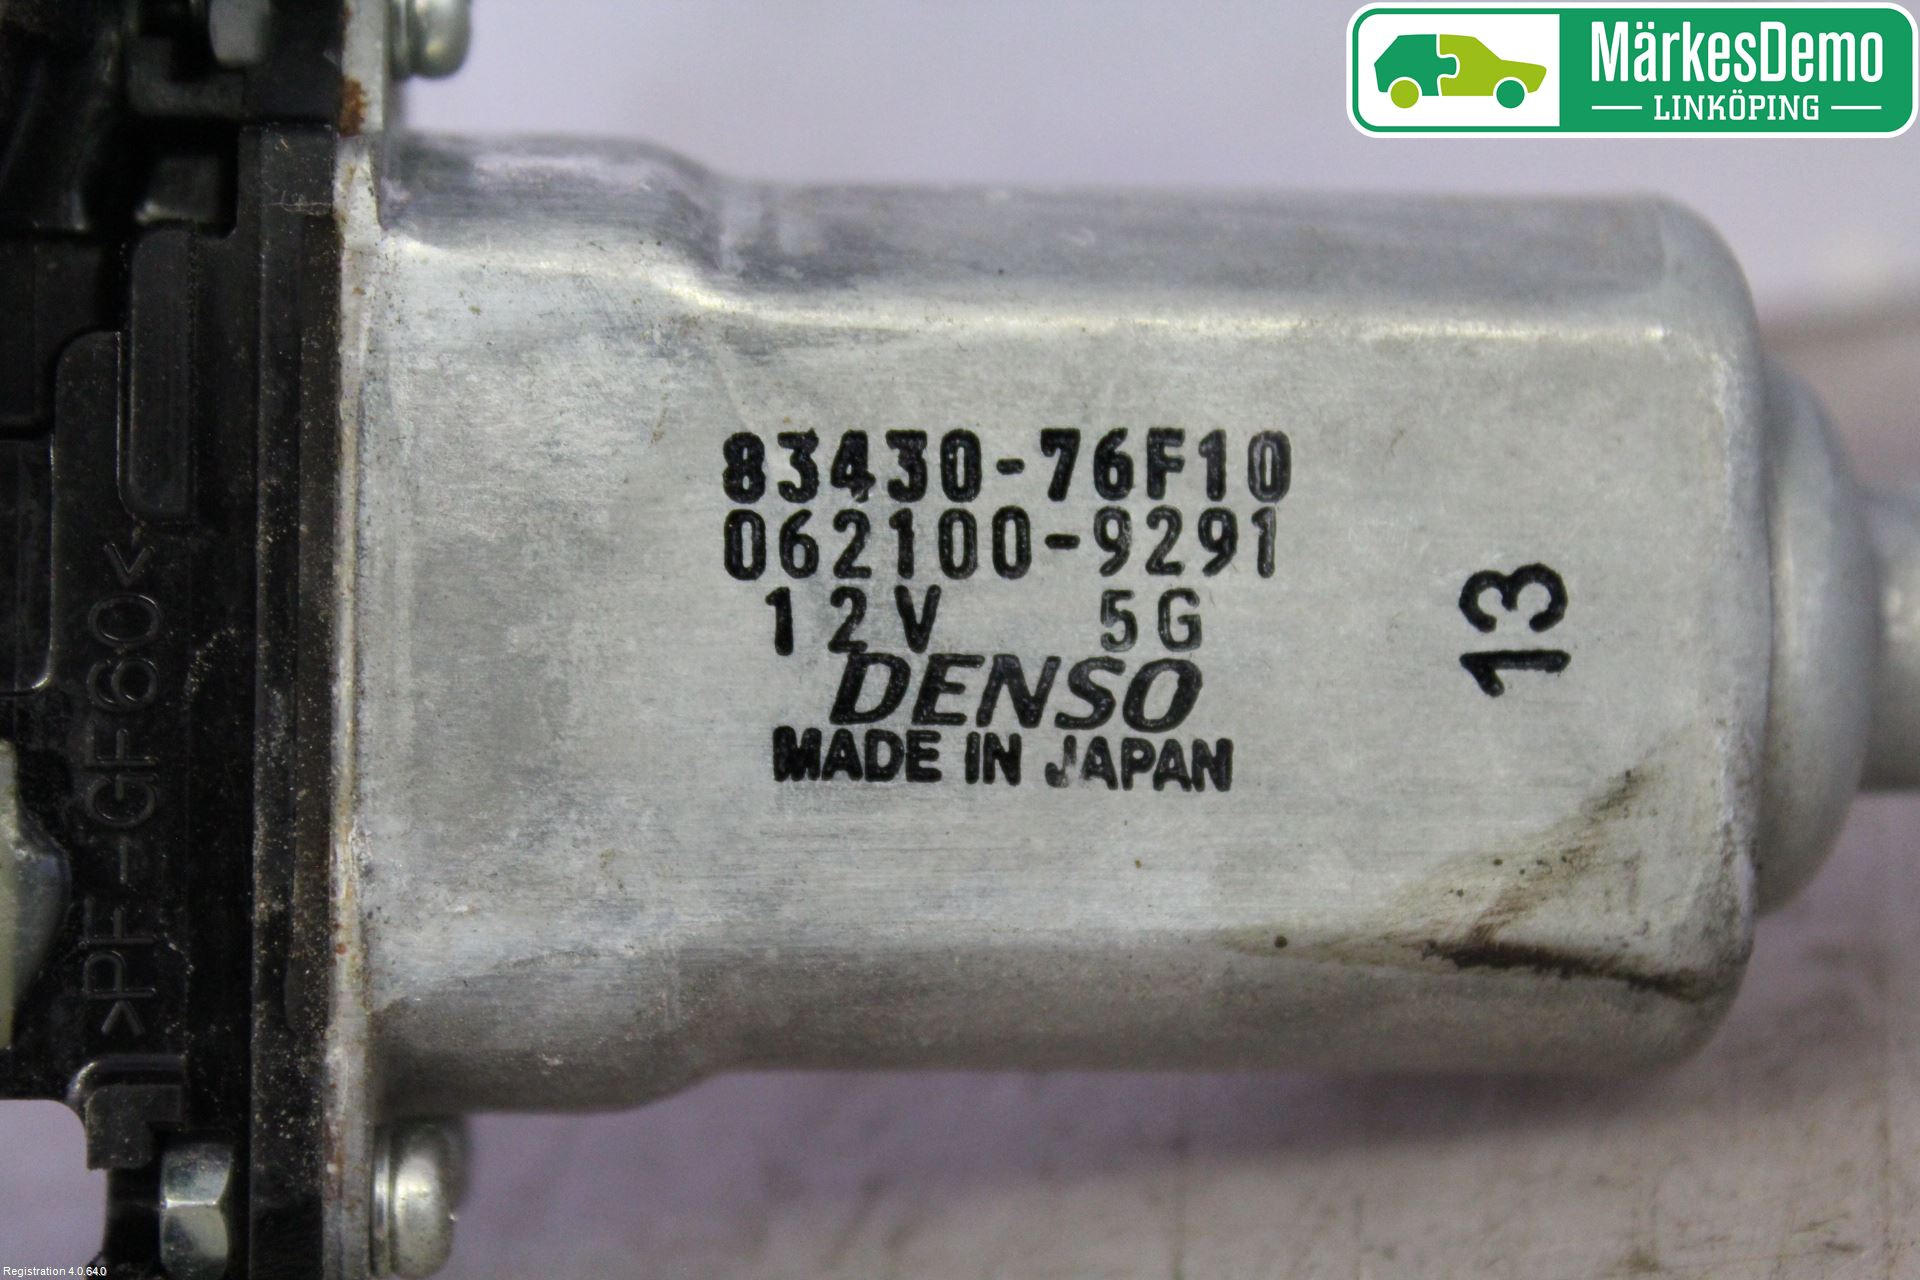 MärkesDemo
LINKÖPING
83430-76F10
062100-9291
12V 5G
DENSO
MADE IN JAPAN
13
>PH-GF60<
Registration 4.0.64.0